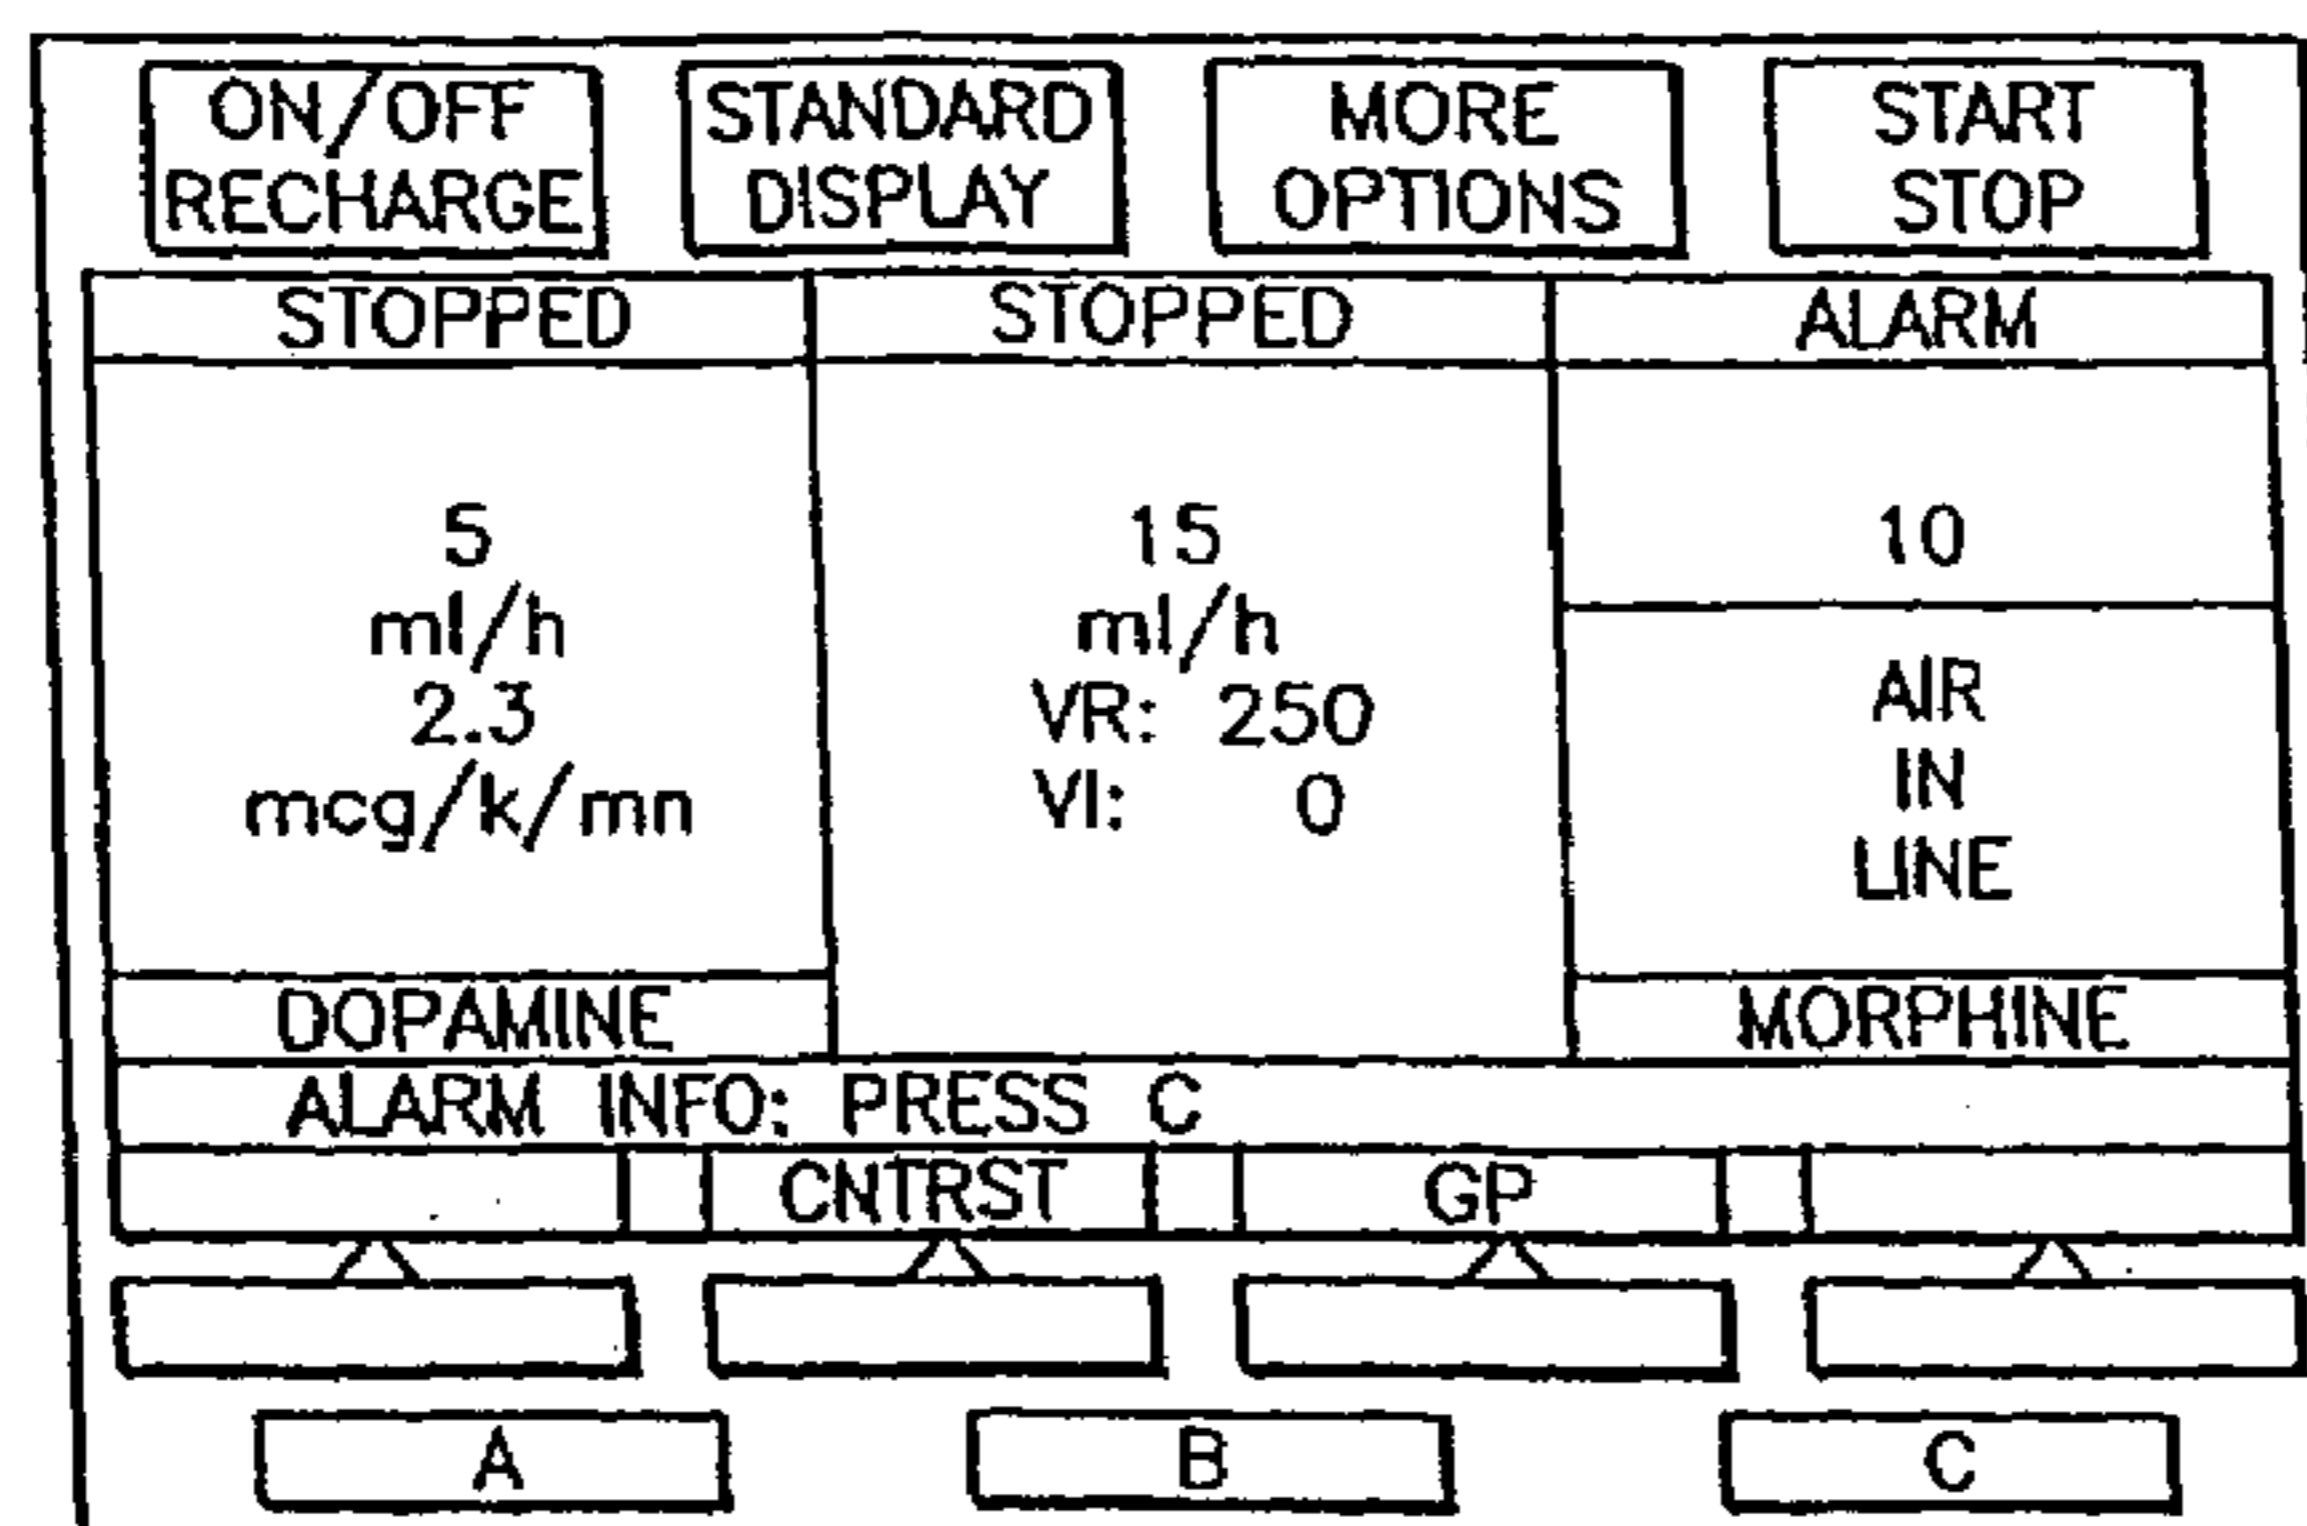 ON/OFF
RECHARGE
STANDARD
DISPLAY
MORE
OPTIONS
START
STOP
STOPPED
5
ml/h
2.3
mcg/k/mn
DOPAMINE
STOPPED
15
ml/h
VR: 250
VI: 0
ALARM
10
AIR
IN
LINE
MORPHINE
ALARM INFO: PRESS C
CNTRST
GP
A
B
C